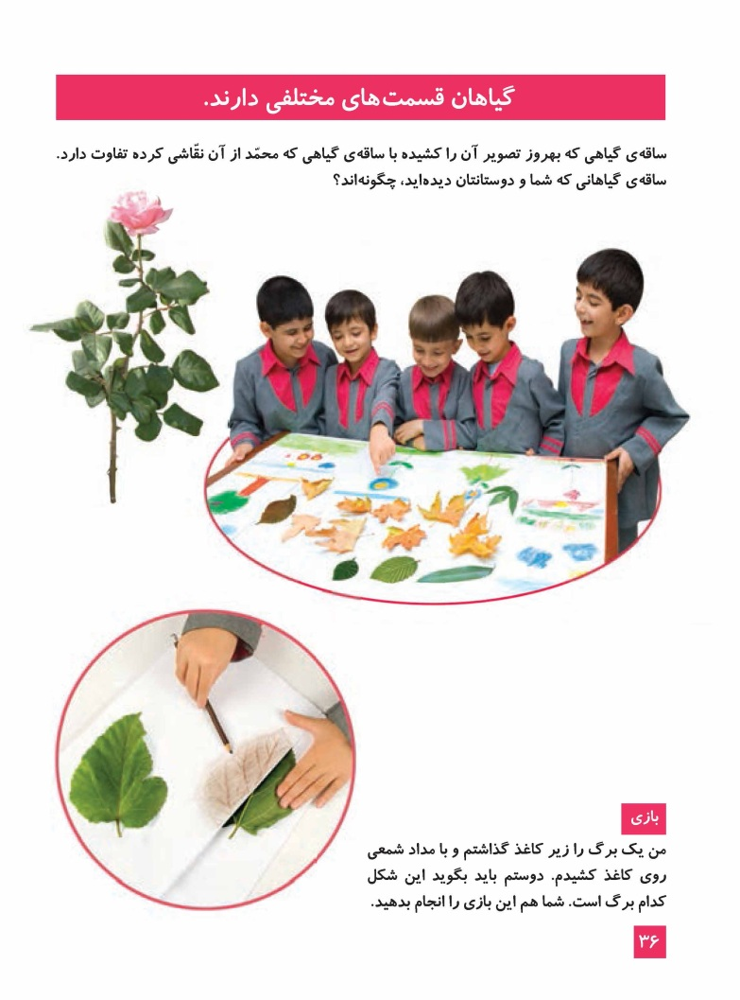 گیاهان قسمت‌های مختلفی دارند.
ساقه‌ی گیاهی که بهروز تصویر آن را کشیده با ساقه‌ی گیاهی که محمّد از آن نقّاشی کرده تفاوت دارد.
ساقه‌ی گیاهانی که شما و دوستانتان دیده‌اید، چگونه‌اند؟
بازی
من یک برگ را زیر کاغذ گذاشتم و با مداد شمعی
روی کاغذ کشیدم. دوستم باید بگوید این شکل
کدام برگ است. شما هم این بازی را انجام بدهید.
۳۶